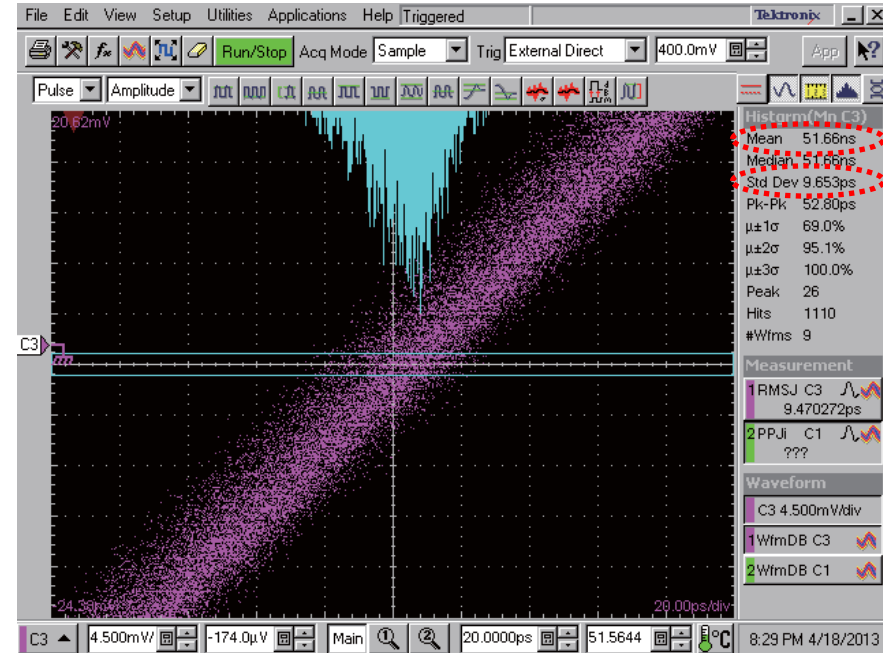 File Edit View Setup Utilities Applications Help Triggered Tektronix
Run/Stop Acq Mode Sample Trig External Direct 400.0mV App
Pulse Amplitude
20.62mV
Histgrm(Mn C3)
Mean 51.66ns
Median 51.66ns
Std Dev 9.653ps
Pk-Pk 52.80ps
µ±1σ 69.0%
µ±2σ 95.1%
µ±3σ 100.0%
Peak 26
Hits 1110
#Wfms 9
C3
Measurement
1 RMSJ C3
9.470272ps
2 PPJi C1
???
Waveform
C3 4.500mV/div
1 WfmDB C3
2 WfmDB C1
20.00ps/div
C3 4.500mV/ -174.0µV Main 1 2 20.0000ps 51.5644 °C 8:29 PM 4/18/2013